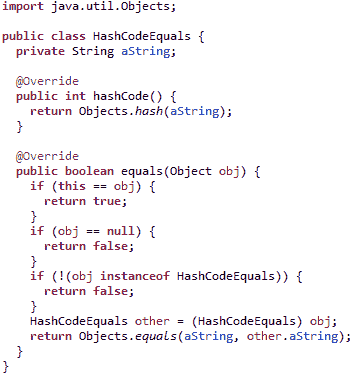 import java.util.Objects;

public class HashCodeEquals {
  private String aString;

  @Override
  public int hashCode() {
    return Objects.hash(aString);
  }

  @Override
  public boolean equals(Object obj) {
    if (this == obj) {
      return true;
    }
    if (obj == null) {
      return false;
    }
    if (!(obj instanceof HashCodeEquals)) {
      return false;
    }
    HashCodeEquals other = (HashCodeEquals) obj;
    return Objects.equals(aString, other.aString);
  }
}